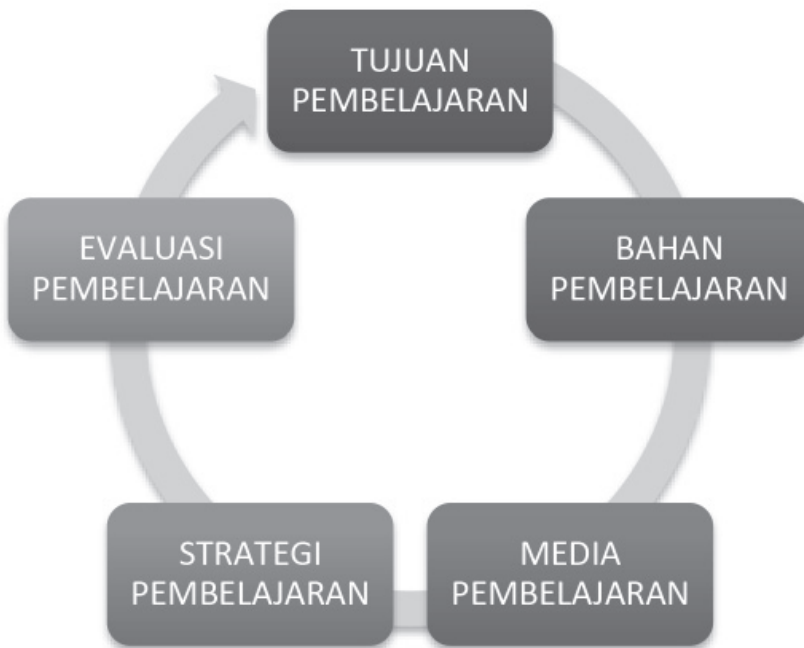 TUJUAN
PEMBELAJARAN
BAHAN
PEMBELAJARAN
MEDIA
PEMBELAJARAN
STRATEGI
PEMBELAJARAN
EVALUASI
PEMBELAJARAN